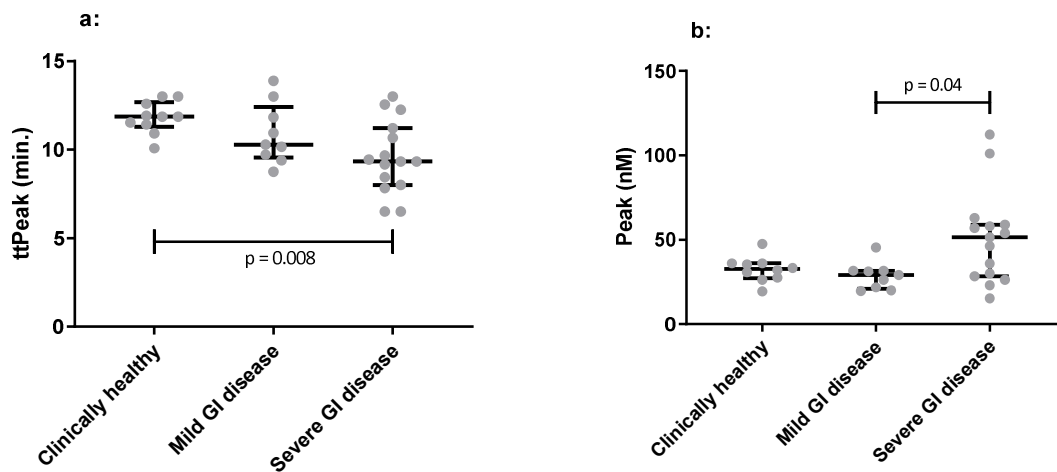 a:
ttPeak (min.)
15
10
5
0
p = 0.008
Clinically healthy
Mild GI disease
Severe GI disease
b:
Peak (nM)
150
100
50
0
p = 0.04
Clinically healthy
Mild GI disease
Severe GI disease